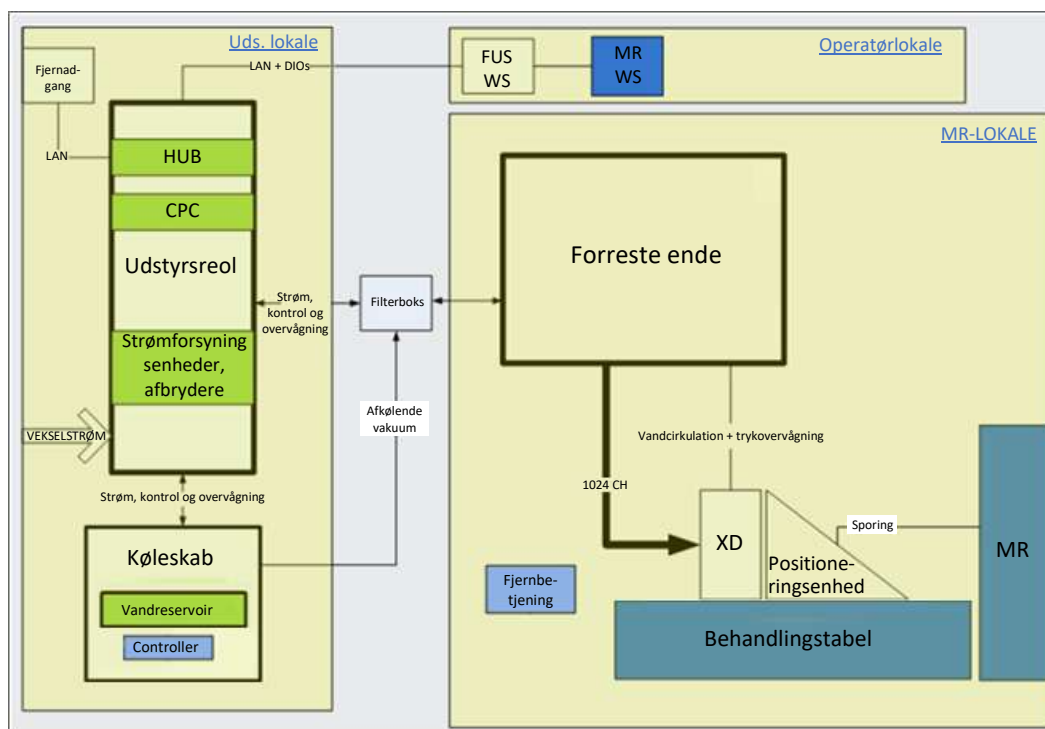 Uds. lokale
Fjernad-
gang
LAN + DIOs
LAN
HUB
CPC
Udstyrsreol
Strømforsyning
senheder,
afbrydere
VEKSELSTRØM
Strøm,
kontrol og
overvågning
Strøm, kontrol og overvågning
Køleskab
Vandreservoir
Controller
Filterboks
Afkølende
vakuum
Operatørlokale
FUS
WS
MR
WS
MR-LOKALE
Forreste ende
Vandcirkulation + trykovervågning
1024 CH
XD
Positione-
ringsenhed
Sporing
MR
Fjernbe-
tjening
Behandlingstabel